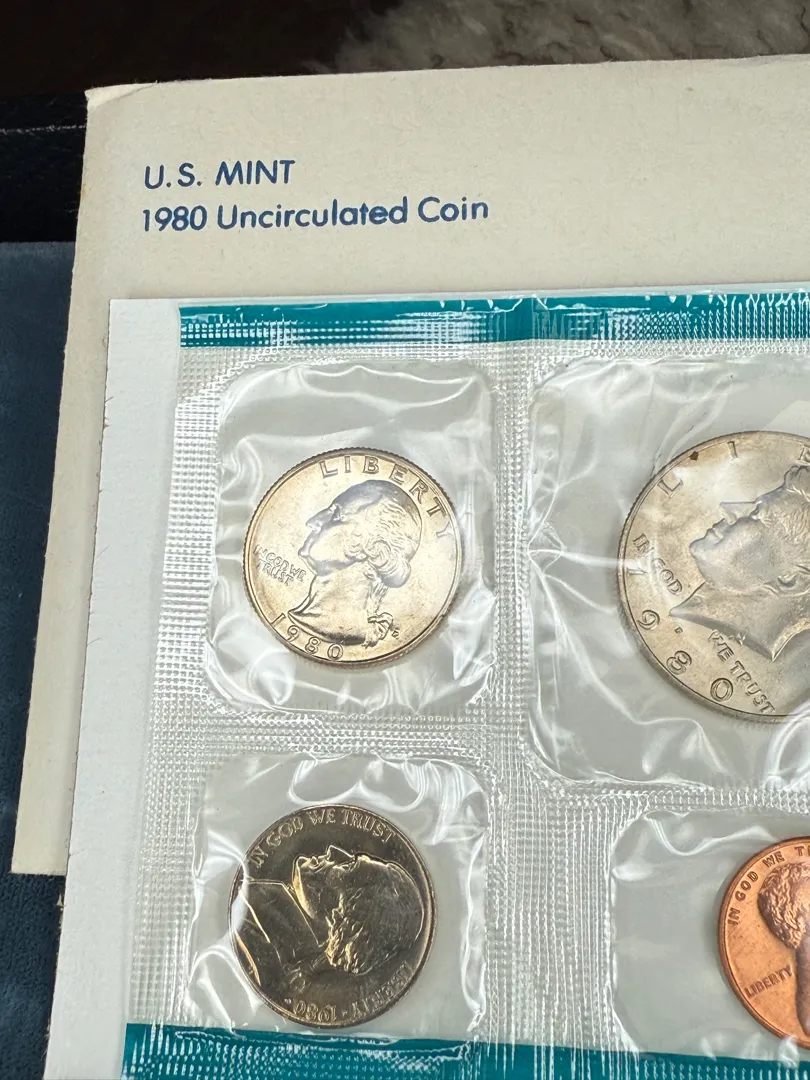 U.S. MINT
1980 Uncirculated Coin
LIBERTY
IN GOD WE
TRUST
1980
L I
IN GOD
WE TRUST
1980
IN GOD WE TRUST
LIBERTY · 1980
IN GOD WE
LIBERTY